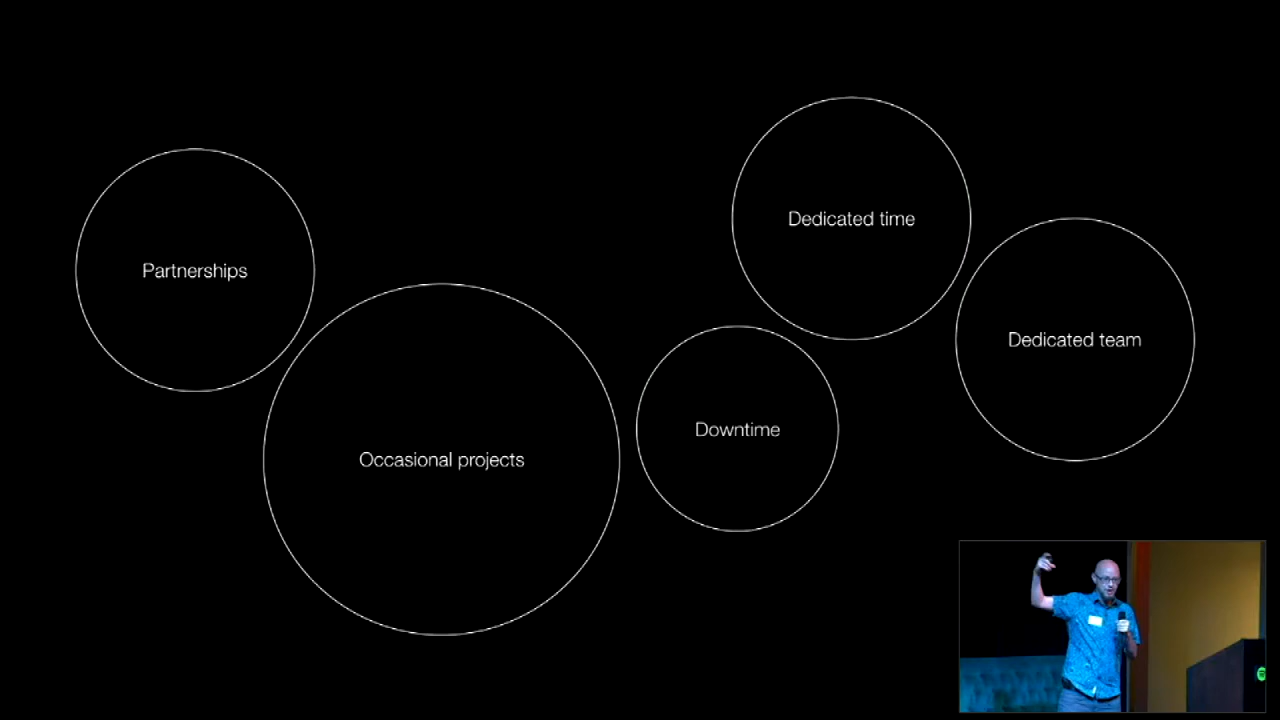 Partnerships
Occasional projects
Downtime
Dedicated time
Dedicated team